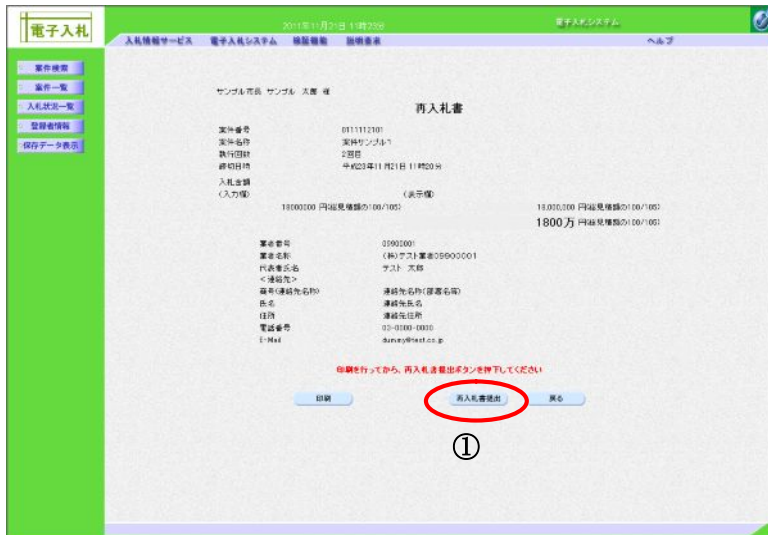 電子入札
2011年11月21日 11時23分
電子入札システム
入札情報サービス 電子入札システム 検証機能 説明要求 ヘルプ
案件検索
案件一覧
入札状況一覧
登録者情報
保存データ表示
サンプル市長 サンプル 太郎 様
再入札書
案件番号 0111112101
案件名称 案件サンプル1
執行回数 2回目
締切日時 平成23年11月21日 11時20分
入札金額
(入力欄) (表示欄)
18000000 円(総見積額の100/105) 18,000,000 円(総見積額の100/105)
1800万 円(総見積額の100/105)
業者番号 09900001
業者名称 (株)テスト業者09900001
代表者氏名 テスト 太郎
<連絡先>
商号(連絡先名称) 連絡先名称(部署名等)
氏名 連絡先氏名
住所 連絡先住所
電話番号 03-0000-0000
E-Mail dummy@test.co.jp
印刷を行ってから、再入札書提出ボタンを押下してください
印刷 再入札書提出 戻る
①